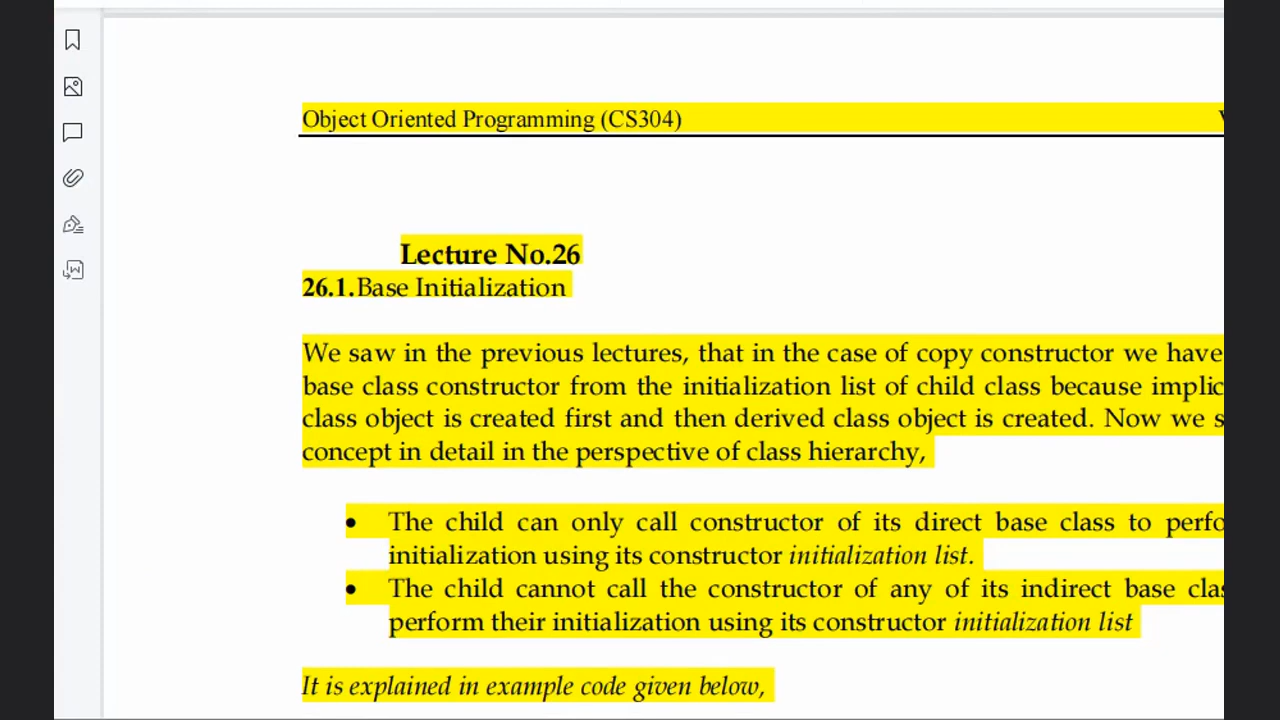 Object Oriented Programming (CS304)
Lecture No.26
26.1.Base Initialization
We saw in the previous lectures, that in the case of copy constructor we have
base class constructor from the initialization list of child class because
class object is created first and then derived class object is created. Now we
concept in detail in the perspective of class hierarchy,
• The child can only call constructor of its direct base class to
initialization using its constructor initialization list.
• The child cannot call the constructor of any of its indirect base
perform their initialization using its constructor initialization list
It is explained in example code given below,